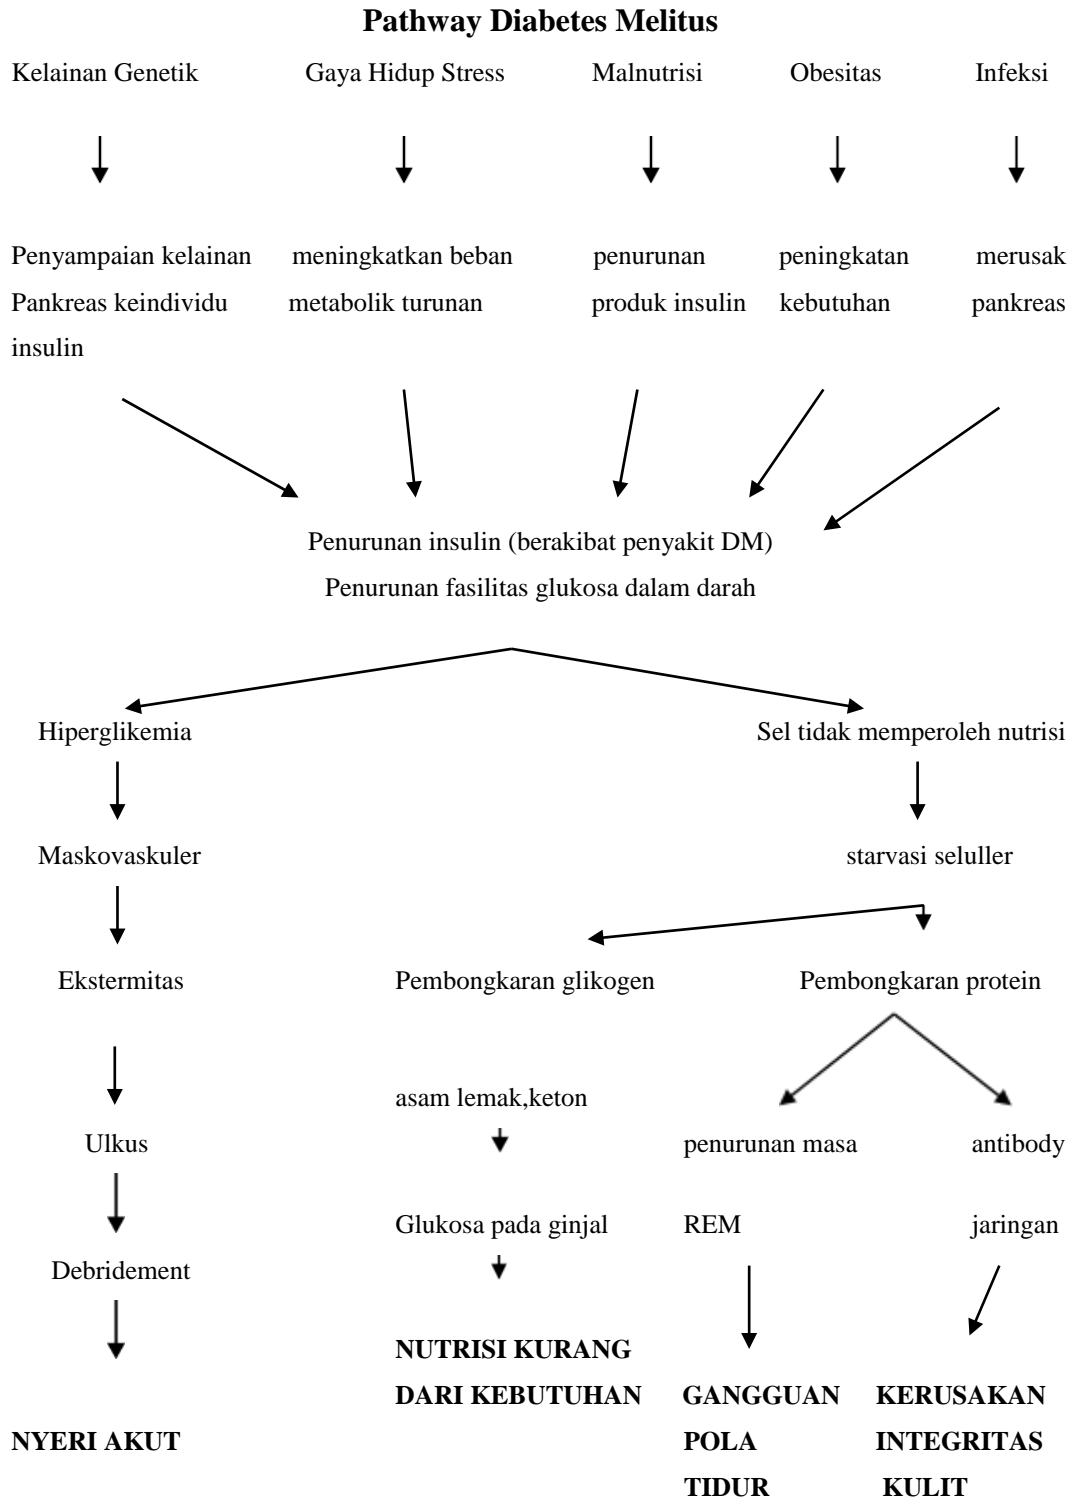 Pathway Diabetes Melitus
Kelainan Genetik Gaya Hidup Stress Malnutrisi Obesitas Infeksi
Penyampaian kelainan meningkatkan beban penurunan peningkatan merusak
Pankreas keindividu metabolik turunan produk insulin kebutuhan pankreas
insulin
Penurunan insulin (berakibat penyakit DM)
Penurunan fasilitas glukosa dalam darah
Hiperglikemia Sel tidak memperoleh nutrisi
Maskovaskuler starvasi seluller
Ekstermitas Pembongkaran glikogen Pembongkaran protein
asam lemak,keton
Ulkus penurunan masa antibody
Glukosa pada ginjal REM jaringan
Debridement
NUTRISI KURANG
DARI KEBUTUHAN GANGGUAN KERUSAKAN
NYERI AKUT POLA INTEGRITAS
TIDUR KULIT